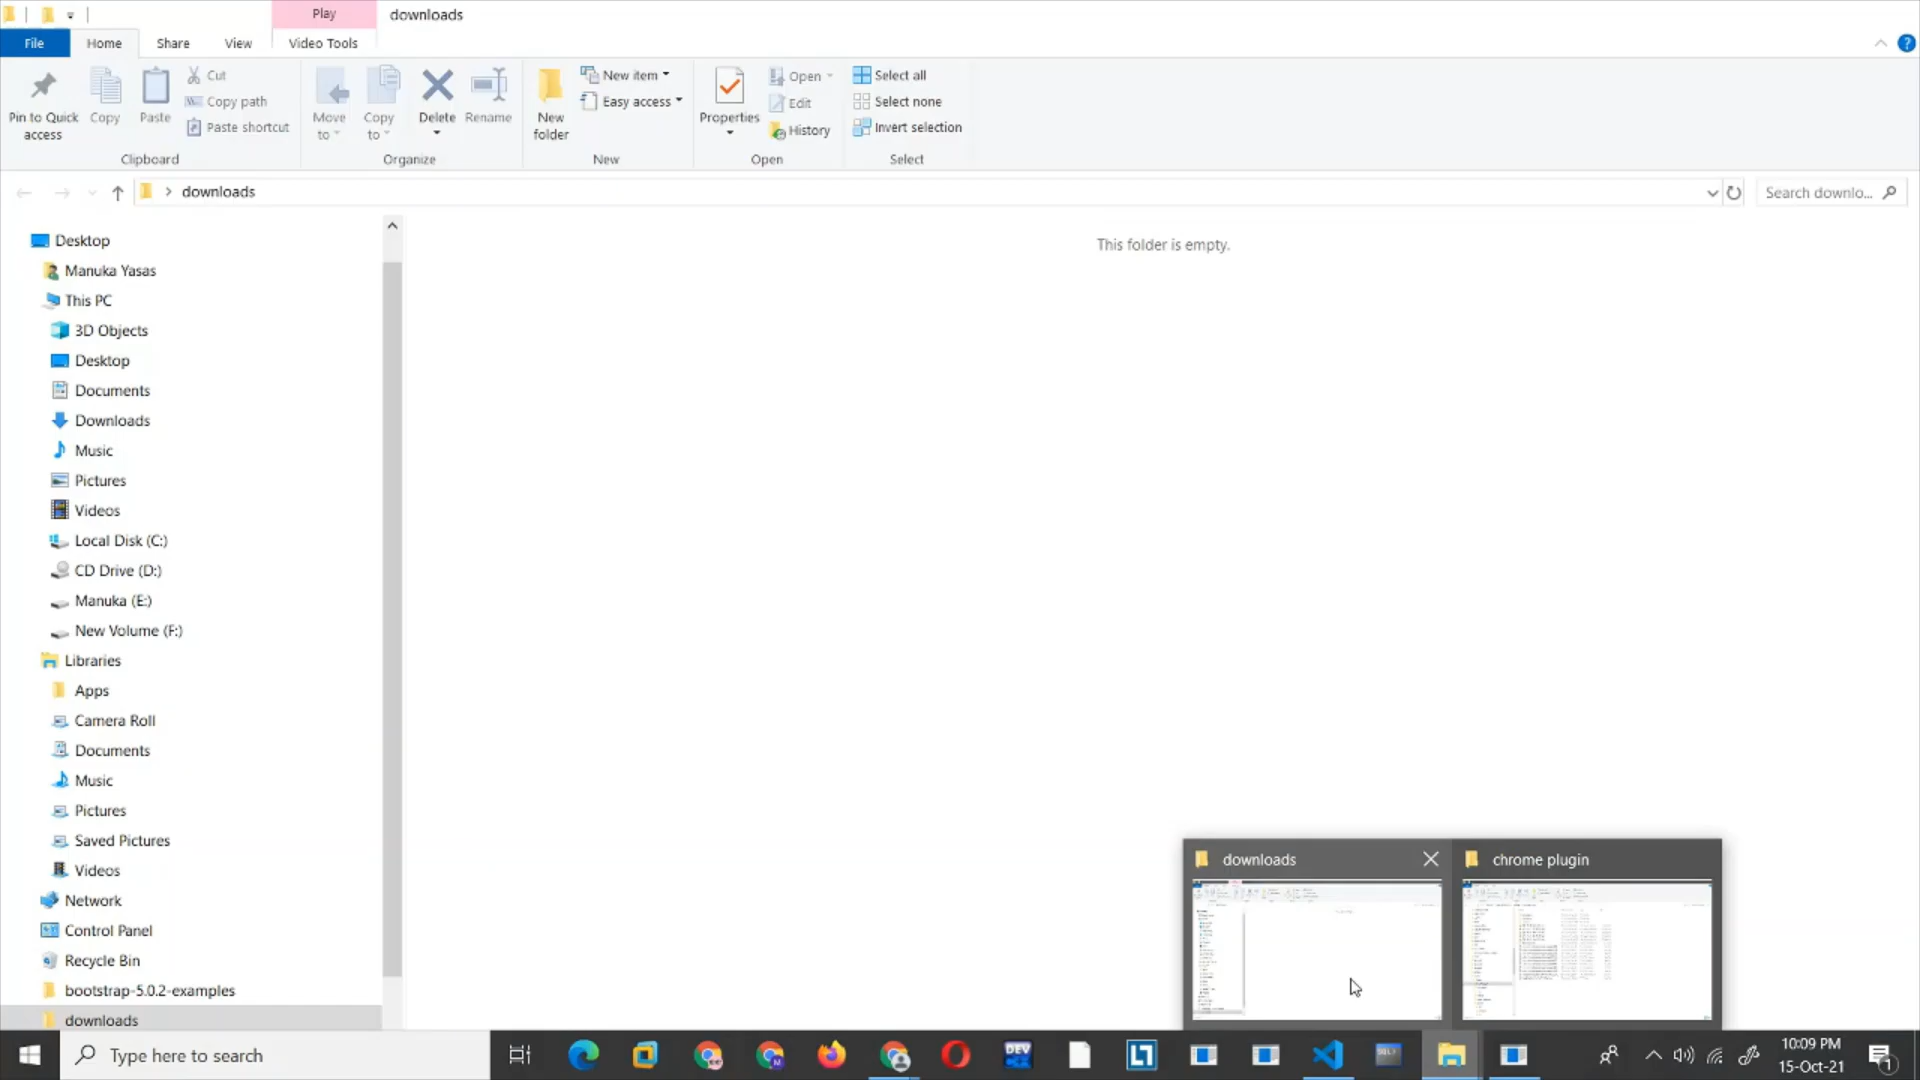 Play
downloads
File
Home
Share
View
Video Tools
Pin to Quick access
Copy
Paste
Cut
Copy path
Paste shortcut
Clipboard
Move to
Copy to
Delete
Rename
Organize
New folder
New item
Easy access
New
Properties
Open
Edit
History
Open
Select all
Select none
Invert selection
Select
downloads
Search downlo...
This folder is empty.
Desktop
Manuka Yasas
This PC
3D Objects
Desktop
Documents
Downloads
Music
Pictures
Videos
Local Disk (C:)
CD Drive (D:)
Manuka (E:)
New Volume (F:)
Libraries
Apps
Camera Roll
Documents
Music
Pictures
Saved Pictures
Videos
Network
Control Panel
Recycle Bin
bootstrap-5.0.2-examples
downloads
downloads
chrome plugin
Type here to search
DEV
10:09 PM
15-Oct-21
1